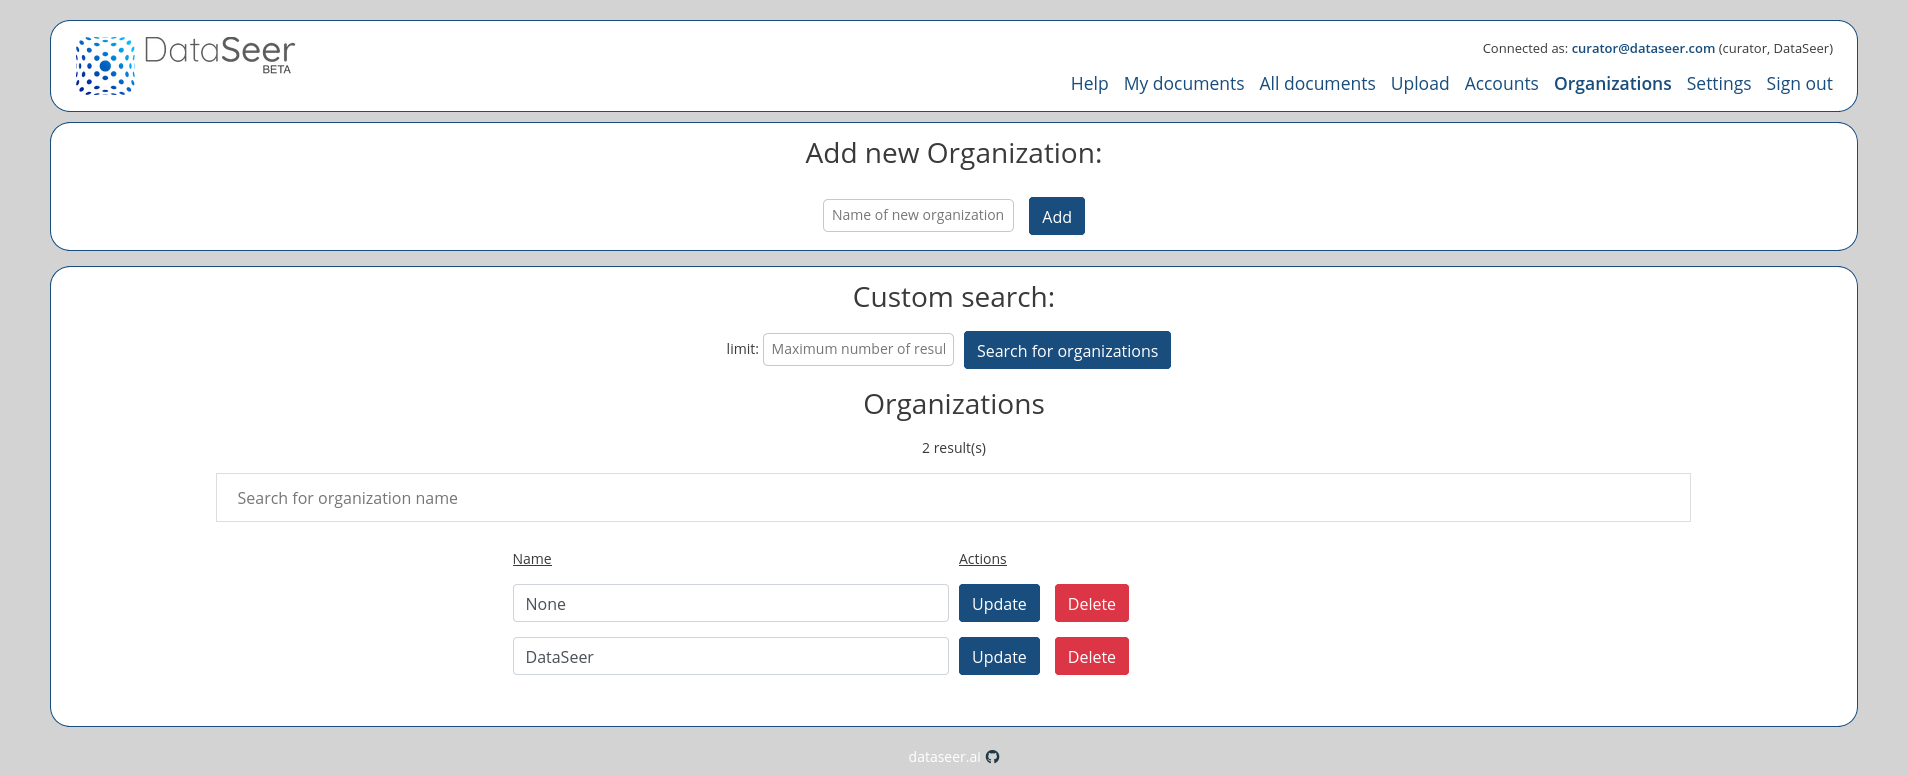 DataSeer
BETA
Connected as: curator@dataseer.com (curator, DataSeer)
Help My documents All documents Upload Accounts Organizations Settings Sign out
Add new Organization:
Name of new organization Add
Custom search:
limit: Maximum number of resul Search for organizations
Organizations
2 result(s)
Search for organization name
Name Actions
None Update Delete
DataSeer Update Delete
dataseer.ai